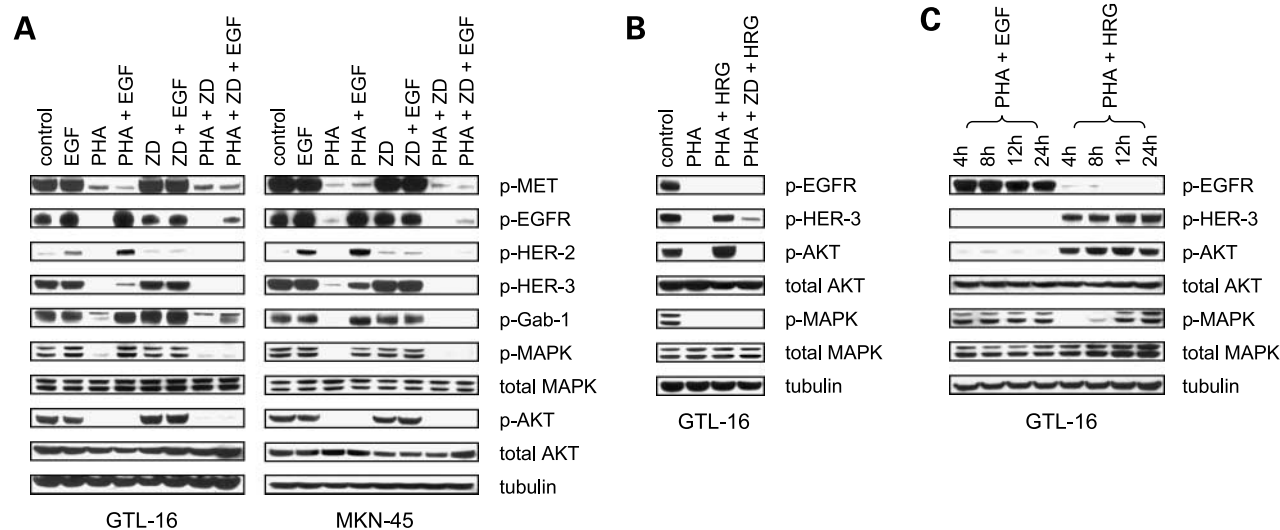 A
control
EGF
PHA
PHA + EGF
ZD
ZD + EGF
PHA + ZD
PHA + ZD + EGF
control
EGF
PHA
PHA + EGF
ZD
ZD + EGF
PHA + ZD
PHA + ZD + EGF
p-MET
p-EGFR
p-HER-2
p-HER-3
p-Gab-1
p-MAPK
total MAPK
p-AKT
total AKT
tubulin
GTL-16
MKN-45
B
control
PHA
PHA + HRG
PHA + ZD + HRG
p-EGFR
p-HER-3
p-AKT
total AKT
p-MAPK
total MAPK
tubulin
GTL-16
C
PHA + EGF
PHA + HRG
4h
8h
12h
24h
4h
8h
12h
24h
p-EGFR
p-HER-3
p-AKT
total AKT
p-MAPK
total MAPK
tubulin
GTL-16